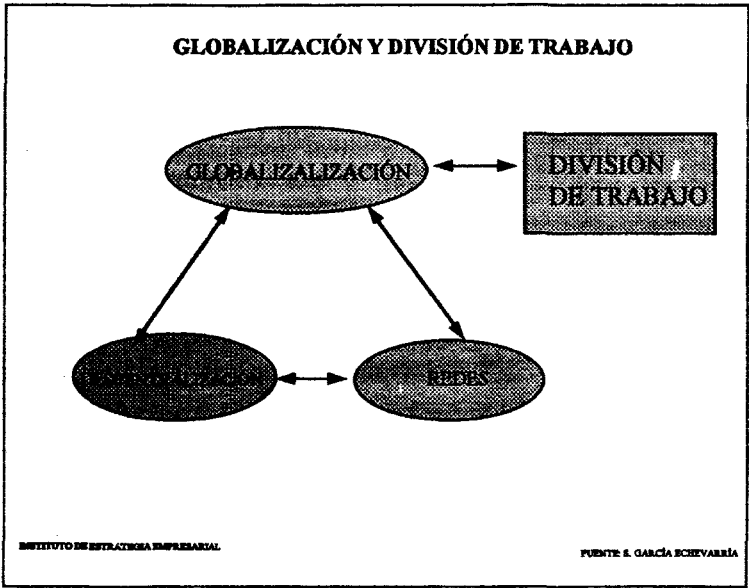 GLOBALIZACIÓN Y DIVISIÓN DE TRABAJO
GLOBALIZALIZACIÓN
DIVISIÓN
DE TRABAJO
REDES
INSTITUTO DE ESTRATEGIA EMPRESARIAL
FUENTE: S. GARCÍA ECHEVARRÍA